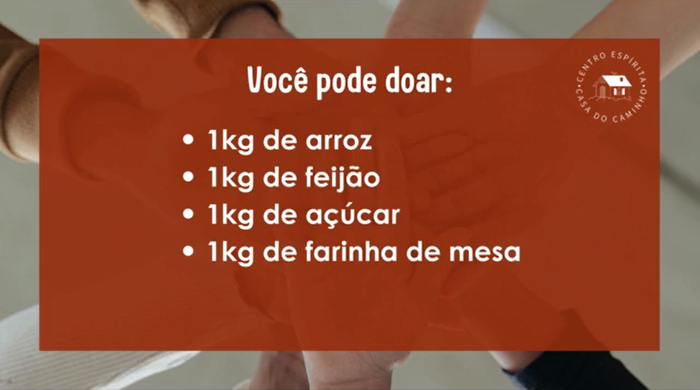 Você pode doar:
CENTRO ESPÍRITA
CASA DO CAMINHO
• 1kg de arroz
• 1kg de feijão
• 1kg de açúcar
• 1kg de farinha de mesa